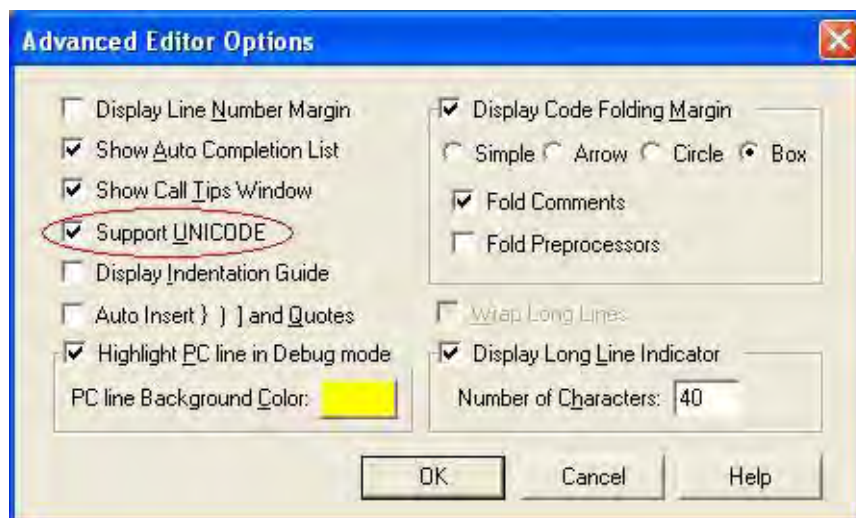 Advanced Editor Options
Display Line Number Margin
Show Auto Completion List
Show Call Tips Window
Support UNICODE
Display Indentation Guide
Auto Insert } ) ] and Quotes
Highlight PC line in Debug mode
PC line Background Color:
Display Code Folding Margin
Simple Arrow Circle Box
Fold Comments
Fold Preprocessors
Wrap Long Lines
Display Long Line Indicator
Number of Characters: 40
OK Cancel Help